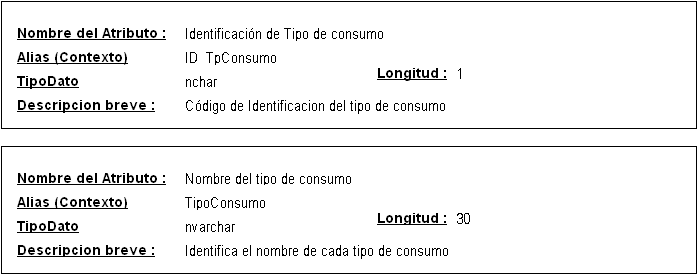 Nombre del Atributo : Identificación de Tipo de consumo
Alias (Contexto) ID_TpConsumo
TipoDato nchar Longitud : 1
Descripcion breve : Código de Identificacion del tipo de consumo
Nombre del Atributo : Nombre del tipo de consumo
Alias (Contexto) TipoConsumo
TipoDato nvarchar Longitud : 30
Descripcion breve : Identifica el nombre de cada tipo de consumo